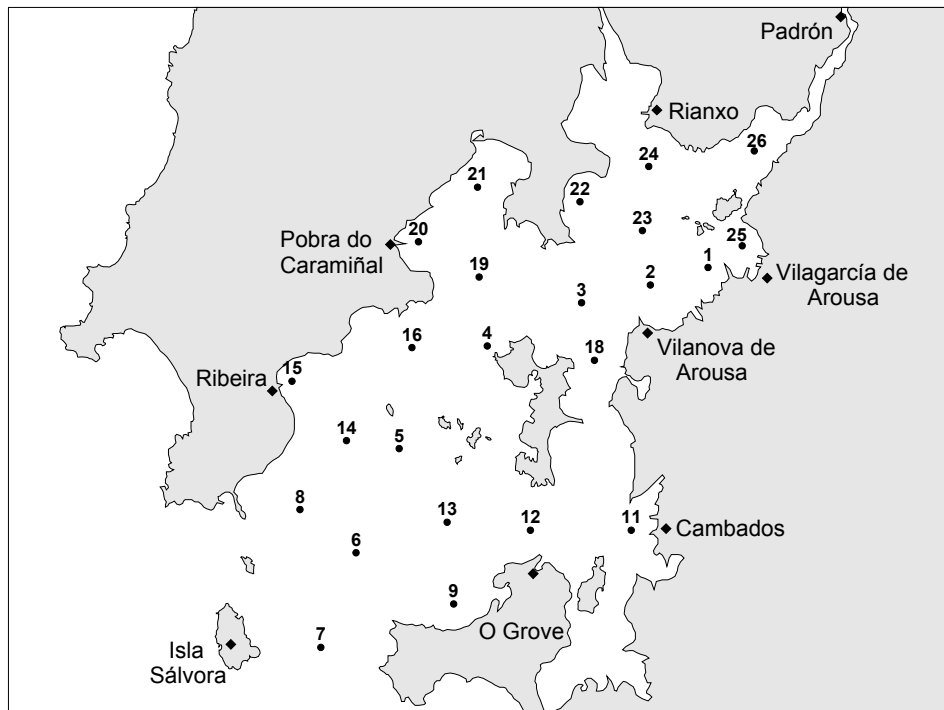 Padrón
Rianxo
26
24
21
22
23
25
20
Pobra do
Caramiñal
1
19
2
Vilagarcía de
Arousa
3
16
4
18
Vilanova de
Arousa
15
Ribeira
14
5
8
13
12
11
Cambados
6
9
O Grove
7
Isla
Sálvora